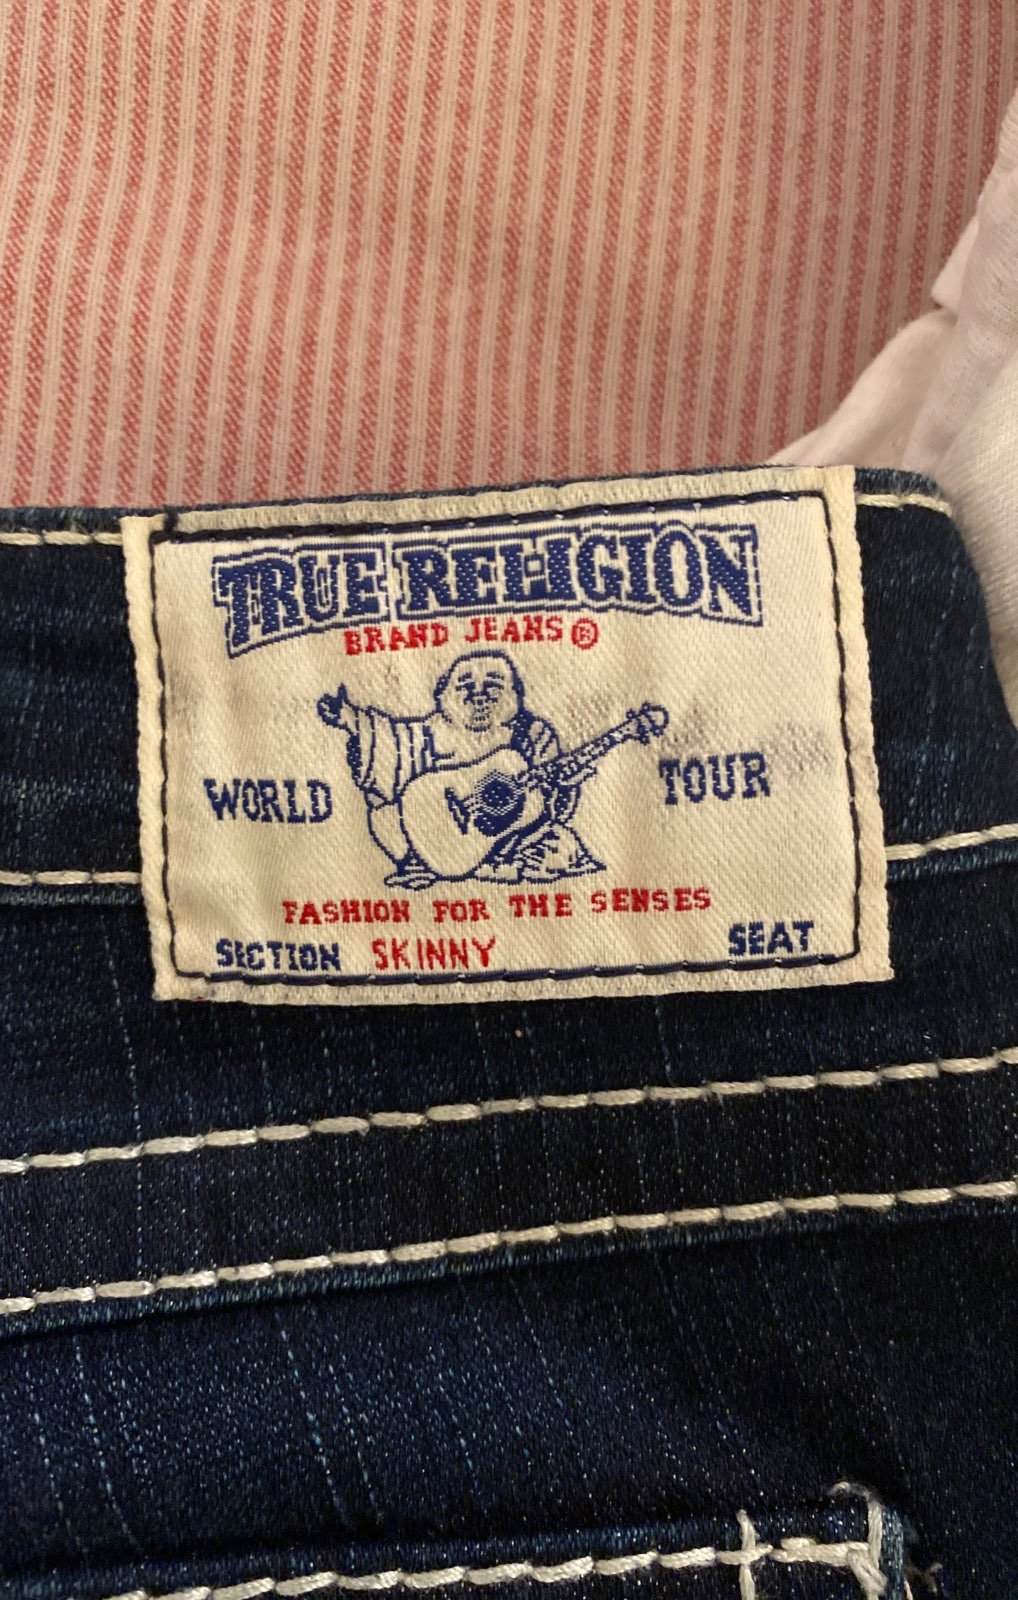 TRUE RELIGION
BRAND JEANS®
WORLD TOUR
FASHION FOR THE SENSES
SECTION SKINNY SEAT